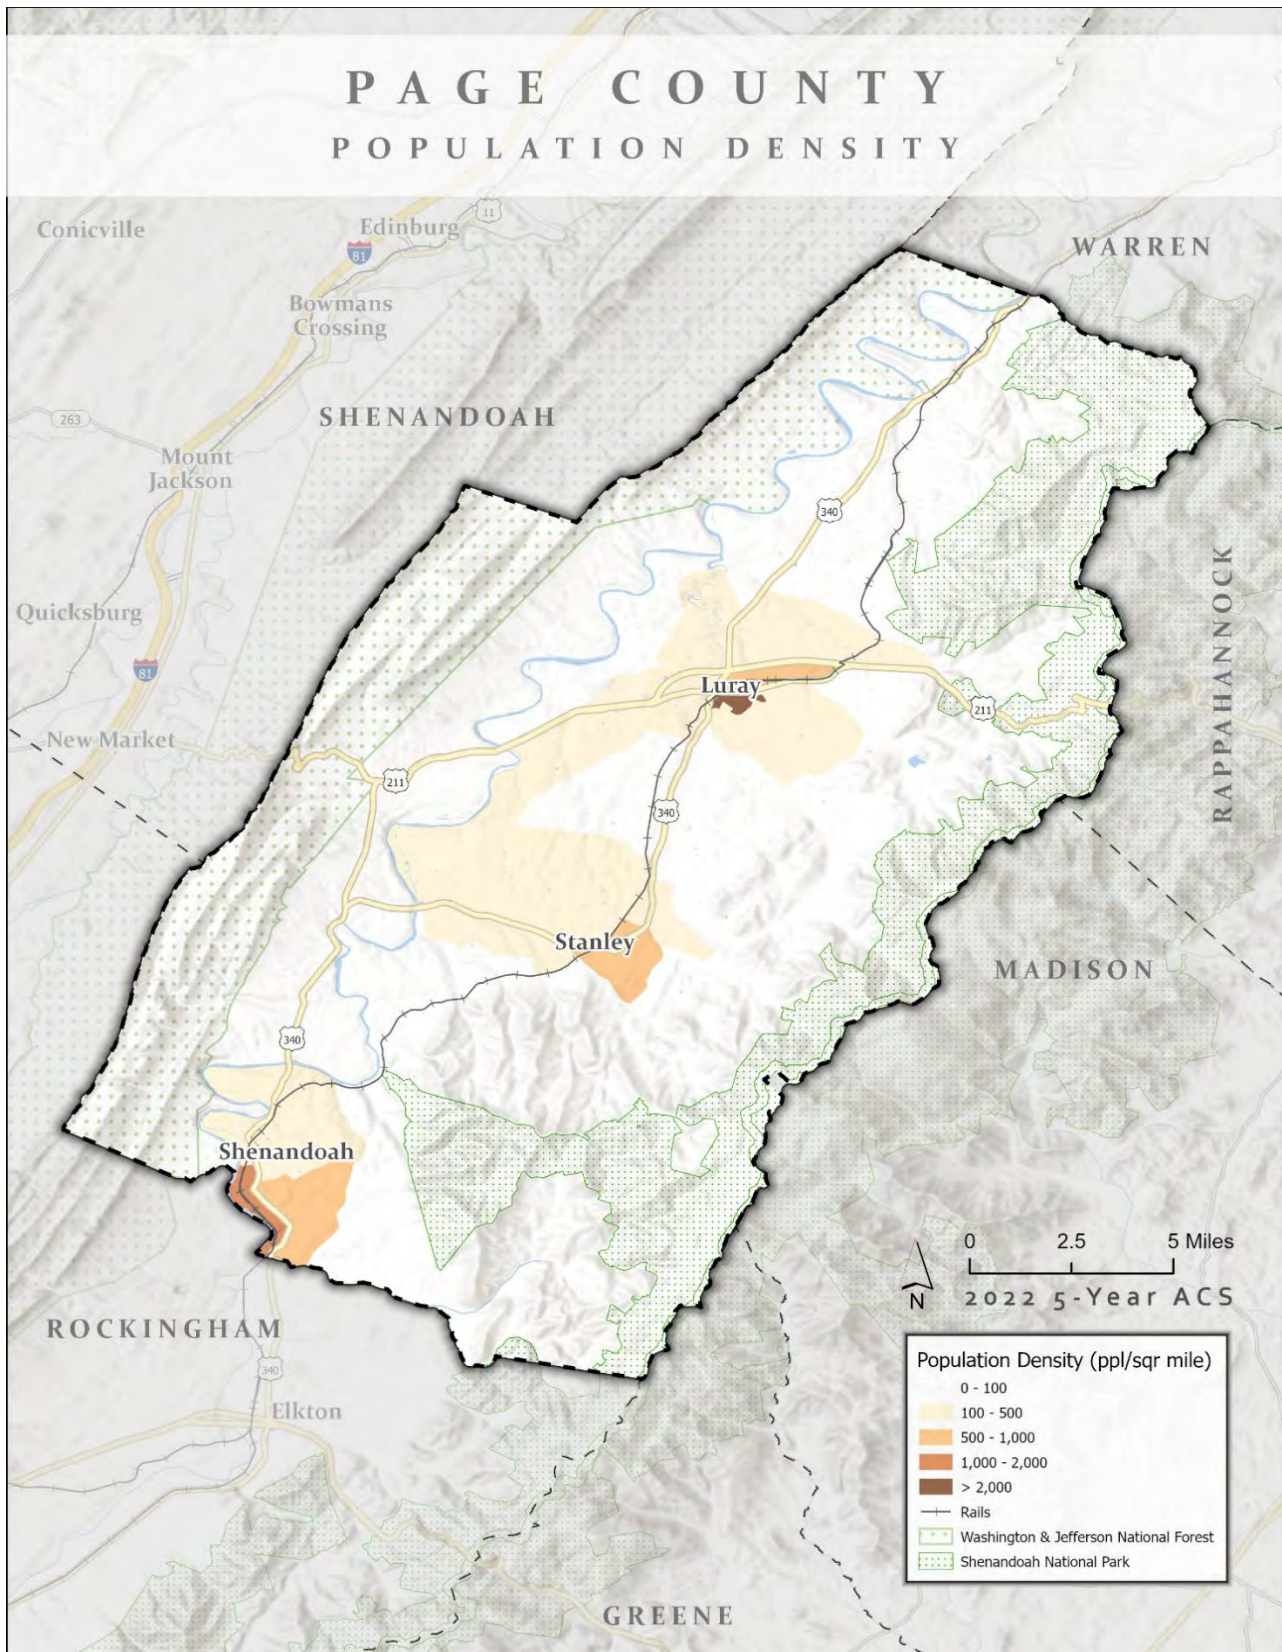 PAGE COUNTY
POPULATION DENSITY
11
Conicville
Edinburg
WARREN
81
Bowmans
Crossing
SHENANDOAH
263
Mount
Jackson
340
Quicksburg
RAPPAHANNOCK
81
Luray
211
New Market
211
340
Stanley
MADISON
340
Shenandoah
0 2.5 5 Miles
N
2022 5-Year ACS
ROCKINGHAM
340
Elkton
Population Density (ppl/sqr mile)
0 - 100
100 - 500
500 - 1,000
1,000 - 2,000
> 2,000
Rails
Washington & Jefferson National Forest
Shenandoah National Park
GREENE